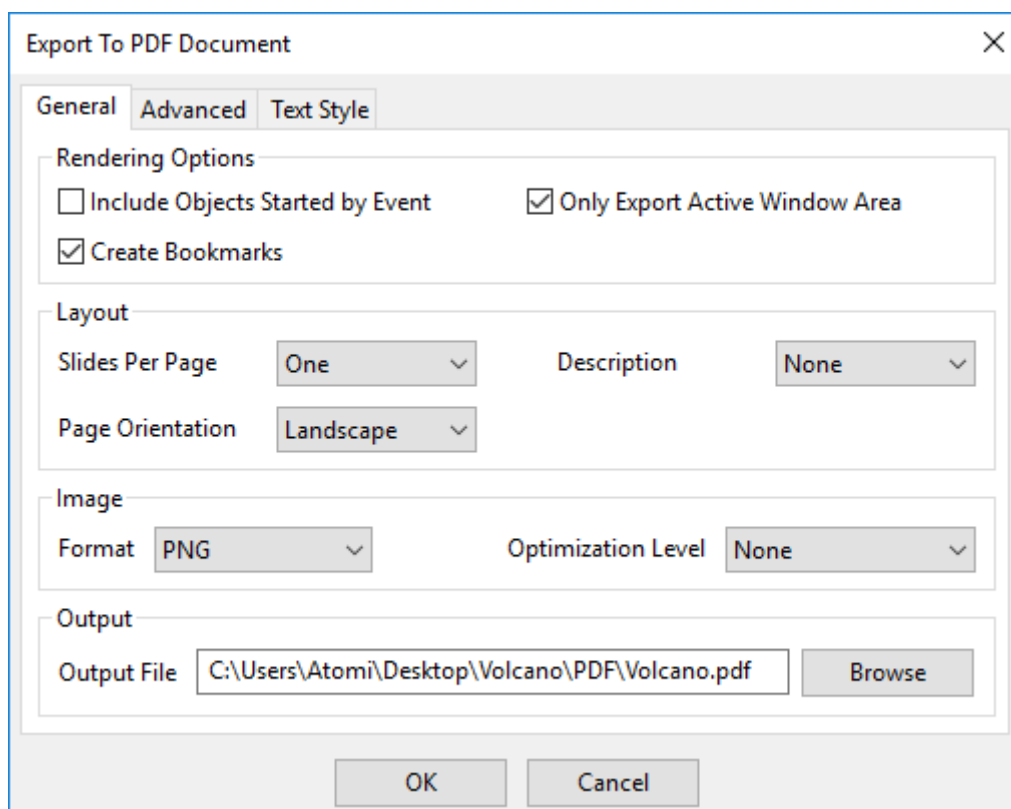 Export To PDF Document
General Advanced Text Style
Rendering Options
Include Objects Started by Event Only Export Active Window Area
Create Bookmarks
Layout
Slides Per Page One Description None
Page Orientation Landscape
Image
Format PNG Optimization Level None
Output
Output File C:\Users\Atomi\Desktop\Volcano\PDF\Volcano.pdf Browse
OK Cancel